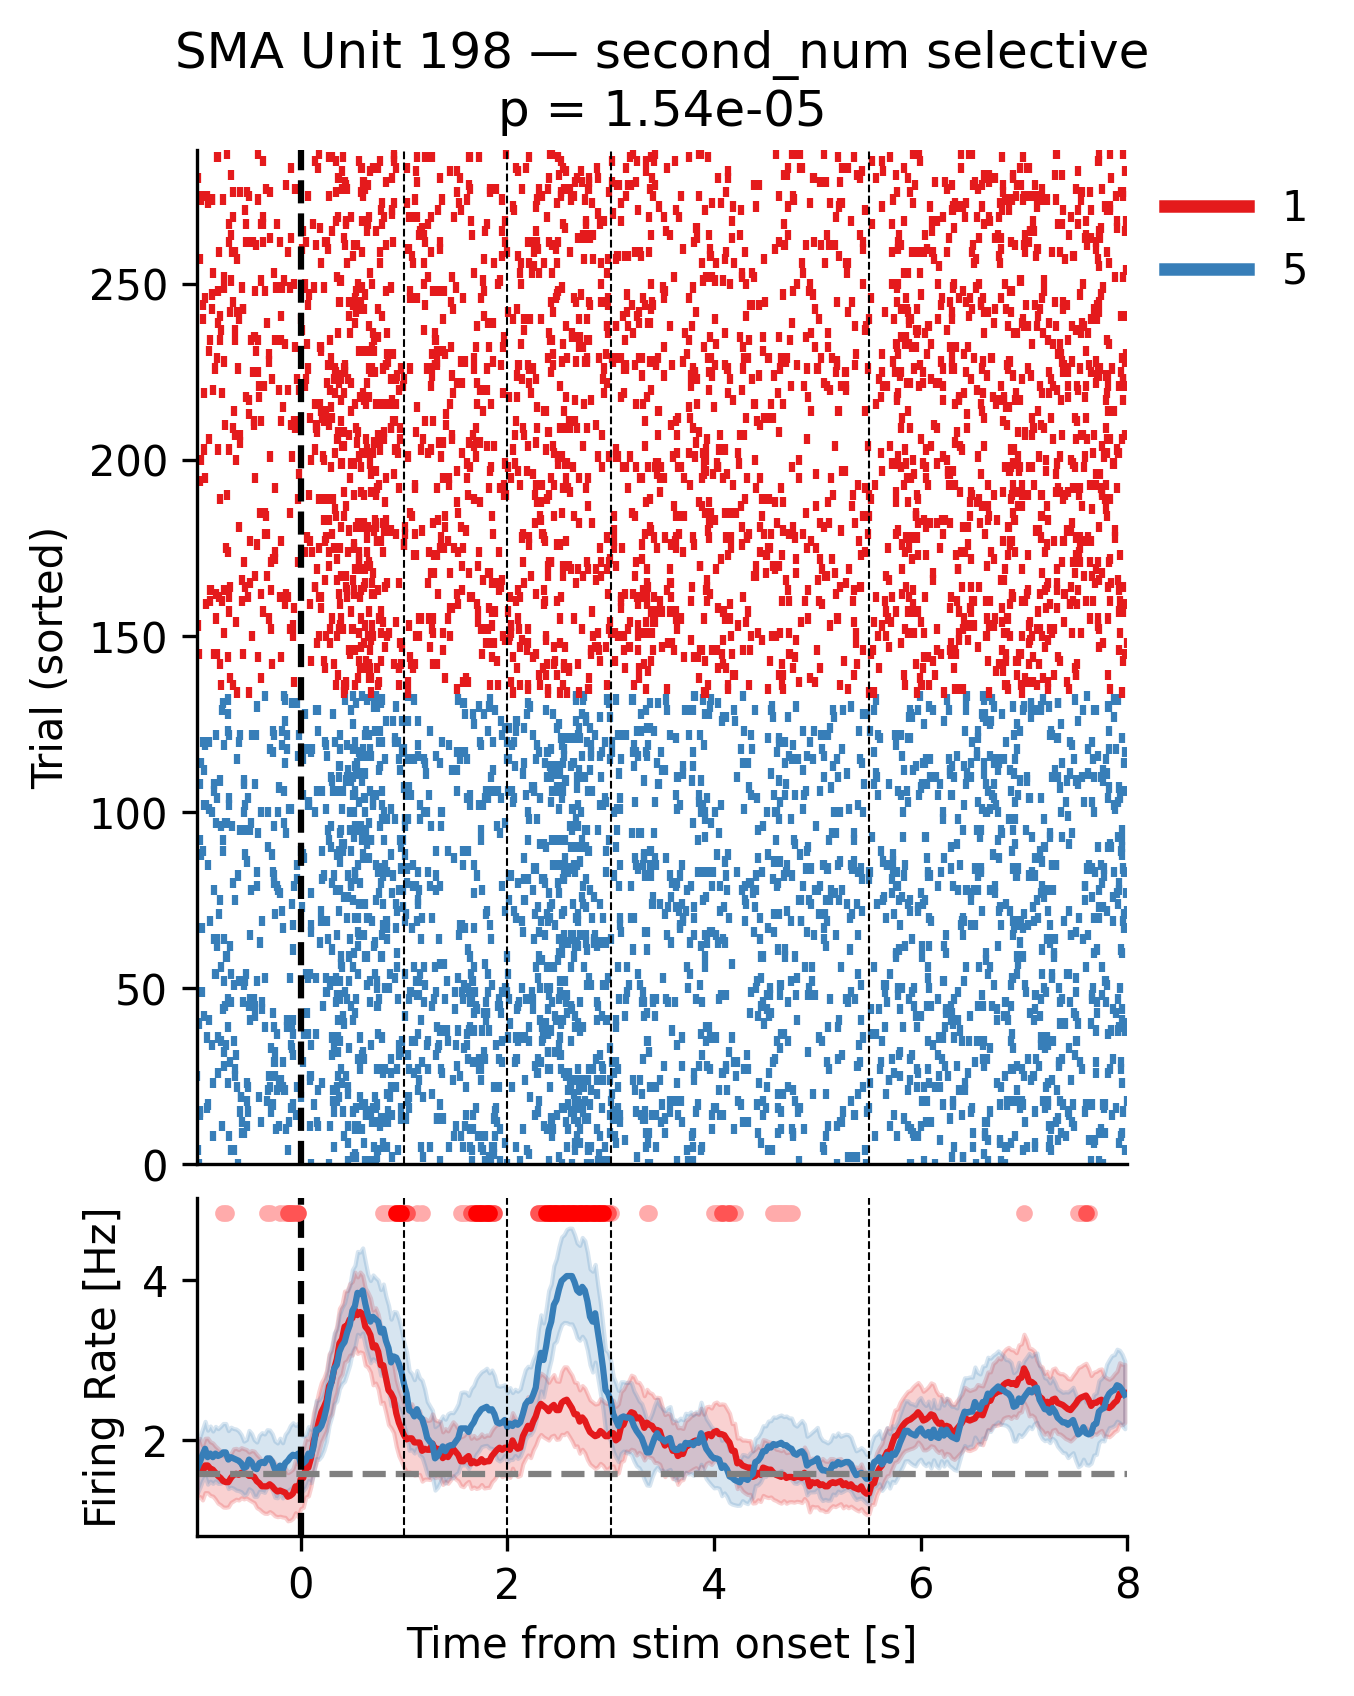 SMA Unit 198 — second_num selective
p = 1.54e-05
1
5
Trial (sorted)
250
200
150
100
50
0
Firing Rate [Hz]
4
2
0 2 4 6 8
Time from stim onset [s]